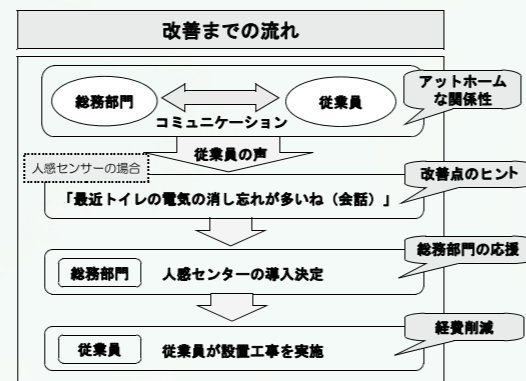 改善までの流れ
総務部門
従業員
コミュニケーション
アットホーム
な関係性
従業員の声
人感センサーの場合
改善点のヒント
「最近トイレの電気の消し忘れが多いね（会話）」
総務部門の応援
総務部門
人感センターの導入決定
経費削減
従業員
従業員が設置工事を実施